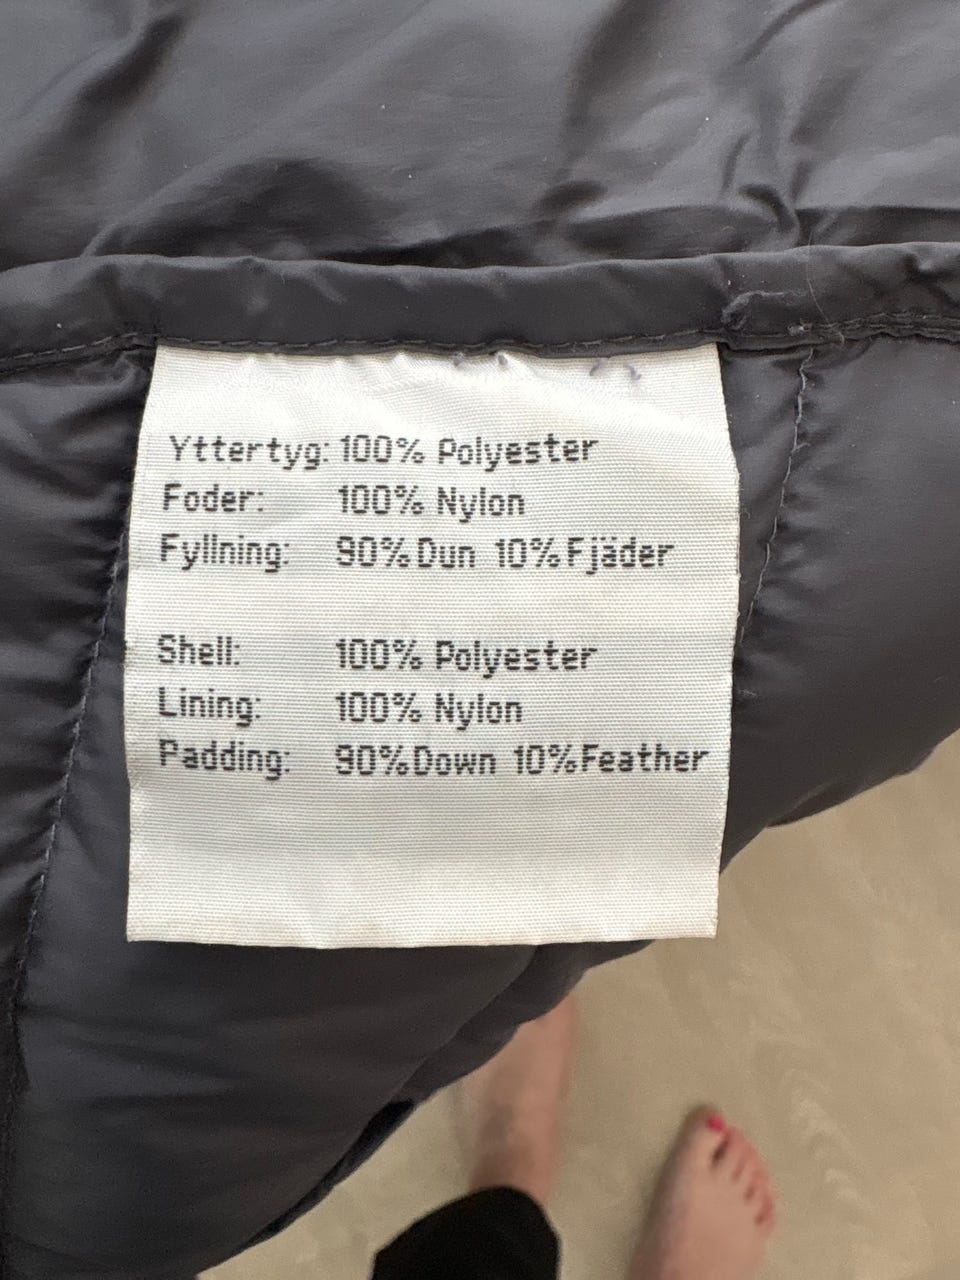 Yttertyg: 100% Polyester
Foder: 100% Nylon
Fyllning: 90% Dun 10% Fjäder
Shell: 100% Polyester
Lining: 100% Nylon
Padding: 90% Down 10% Feather